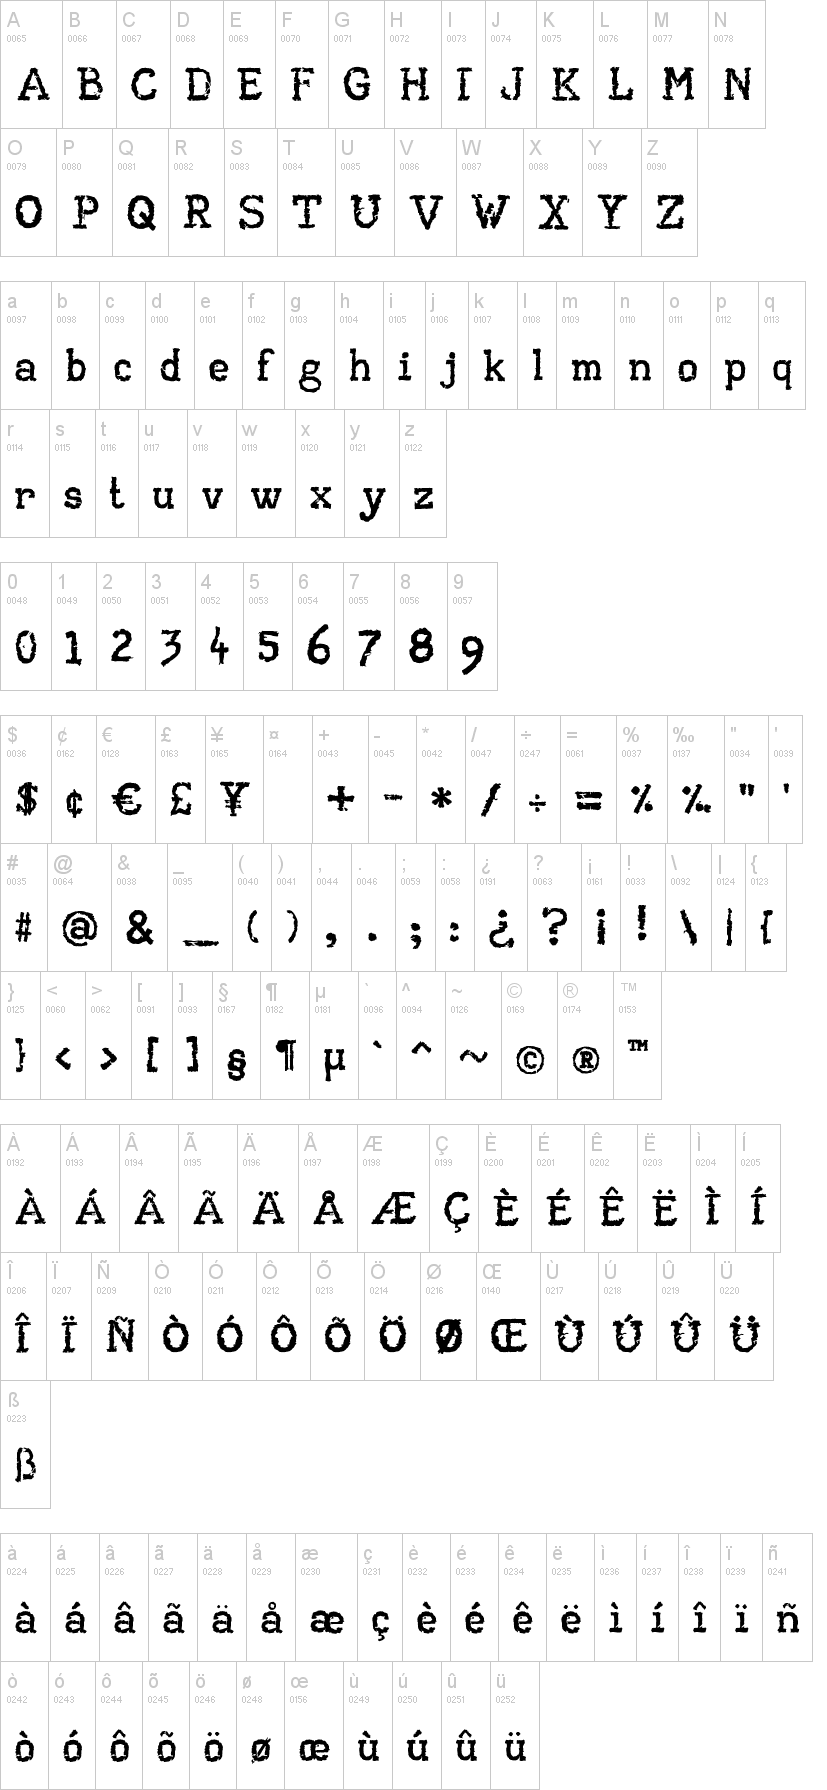 A B C D E F G H I J K L M N
0065 0066 0067 0068 0069 0070 0071 0072 0073 0074 0075 0076 0077 0078
A B C D E F G H I J K L M N
O P Q R S T U V W X Y Z
0079 0080 0081 0082 0083 0084 0085 0086 0087 0088 0089 0090
O P Q R S T U V W X Y Z
a b c d e f g h i j k l m n o p q
0097 0098 0099 0100 0101 0102 0103 0104 0105 0106 0107 0108 0109 0110 0111 0112 0113
a b c d e f g h i j k l m n o p q
r s t u v w x y z
0114 0115 0116 0117 0118 0119 0120 0121 0122
r s t u v w x y z
0 1 2 3 4 5 6 7 8 9
0048 0049 0050 0051 0052 0053 0054 0055 0056 0057
0 1 2 3 4 5 6 7 8 9
$ ¢ € £ ¥ ¤ + - * / ÷ = % ‰ " '
0036 0162 0128 0163 0165 0164 0043 0045 0042 0047 0247 0061 0037 0137 0034 0039
$ ¢ € £ ¥ + - * / ÷ = % ‰ " '
# @ & _ ( ) , . ; : ¿ ? ¡ ! \ | {
0035 0064 0038 0095 0040 0041 0044 0046 0059 0058 0191 0063 0161 0033 0092 0124 0123
# @ & _ ( ) , . ; : ¿ ? ¡ ! \ | {
} < > [ ] § ¶ µ ` ^ ~ © ® ™
0125 0060 0062 0091 0093 0167 0182 0181 0096 0094 0126 0169 0174 0153
} < > [ ] § ¶ µ ` ^ ~ © ® ™
À Á Â Ã Ä Å Æ Ç È É Ê Ë Ì Í
0192 0193 0194 0195 0196 0197 0198 0199 0200 0201 0202 0203 0204 0205
À Á Â Ã Ä Å Æ Ç È É Ê Ë Ì Í
Î Ï Ñ Ò Ó Ô Õ Ö Ø Œ Ù Ú Û Ü
0206 0207 0209 0210 0211 0212 0213 0214 0216 0140 0217 0218 0219 0220
Î Ï Ñ Ò Ó Ô Õ Ö Ø Œ Ù Ú Û Ü
ß
0223
ß
à á â ã ä å æ ç è é ê ë ì í î ï ñ
0224 0225 0226 0227 0228 0229 0230 0231 0232 0233 0234 0235 0236 0237 0238 0239 0241
à á â ã ä å æ ç è é ê ë ì í î ï ñ
ò ó ô õ ö ø œ ù ú û ü
0242 0243 0244 0245 0246 0248 0156 0249 0250 0251 0252
ò ó ô õ ö ø œ ù ú û ü